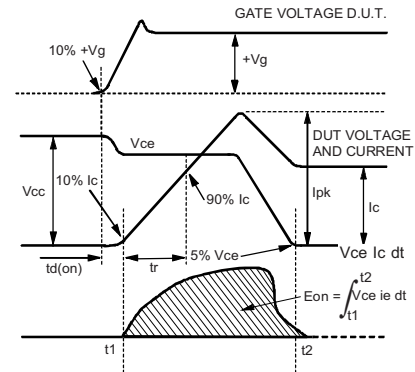 GATE VOLTAGE D.U.T.
10% +Vg
+Vg
Vce
DUT VOLTAGE
AND CURRENT
Vcc
10% Ic
90% Ic
Ipk
Ic
5% Vce
Vce Ic dt
td(on)
tr
t2
Eon = ∫ Vce ie dt
t1
t1
t2